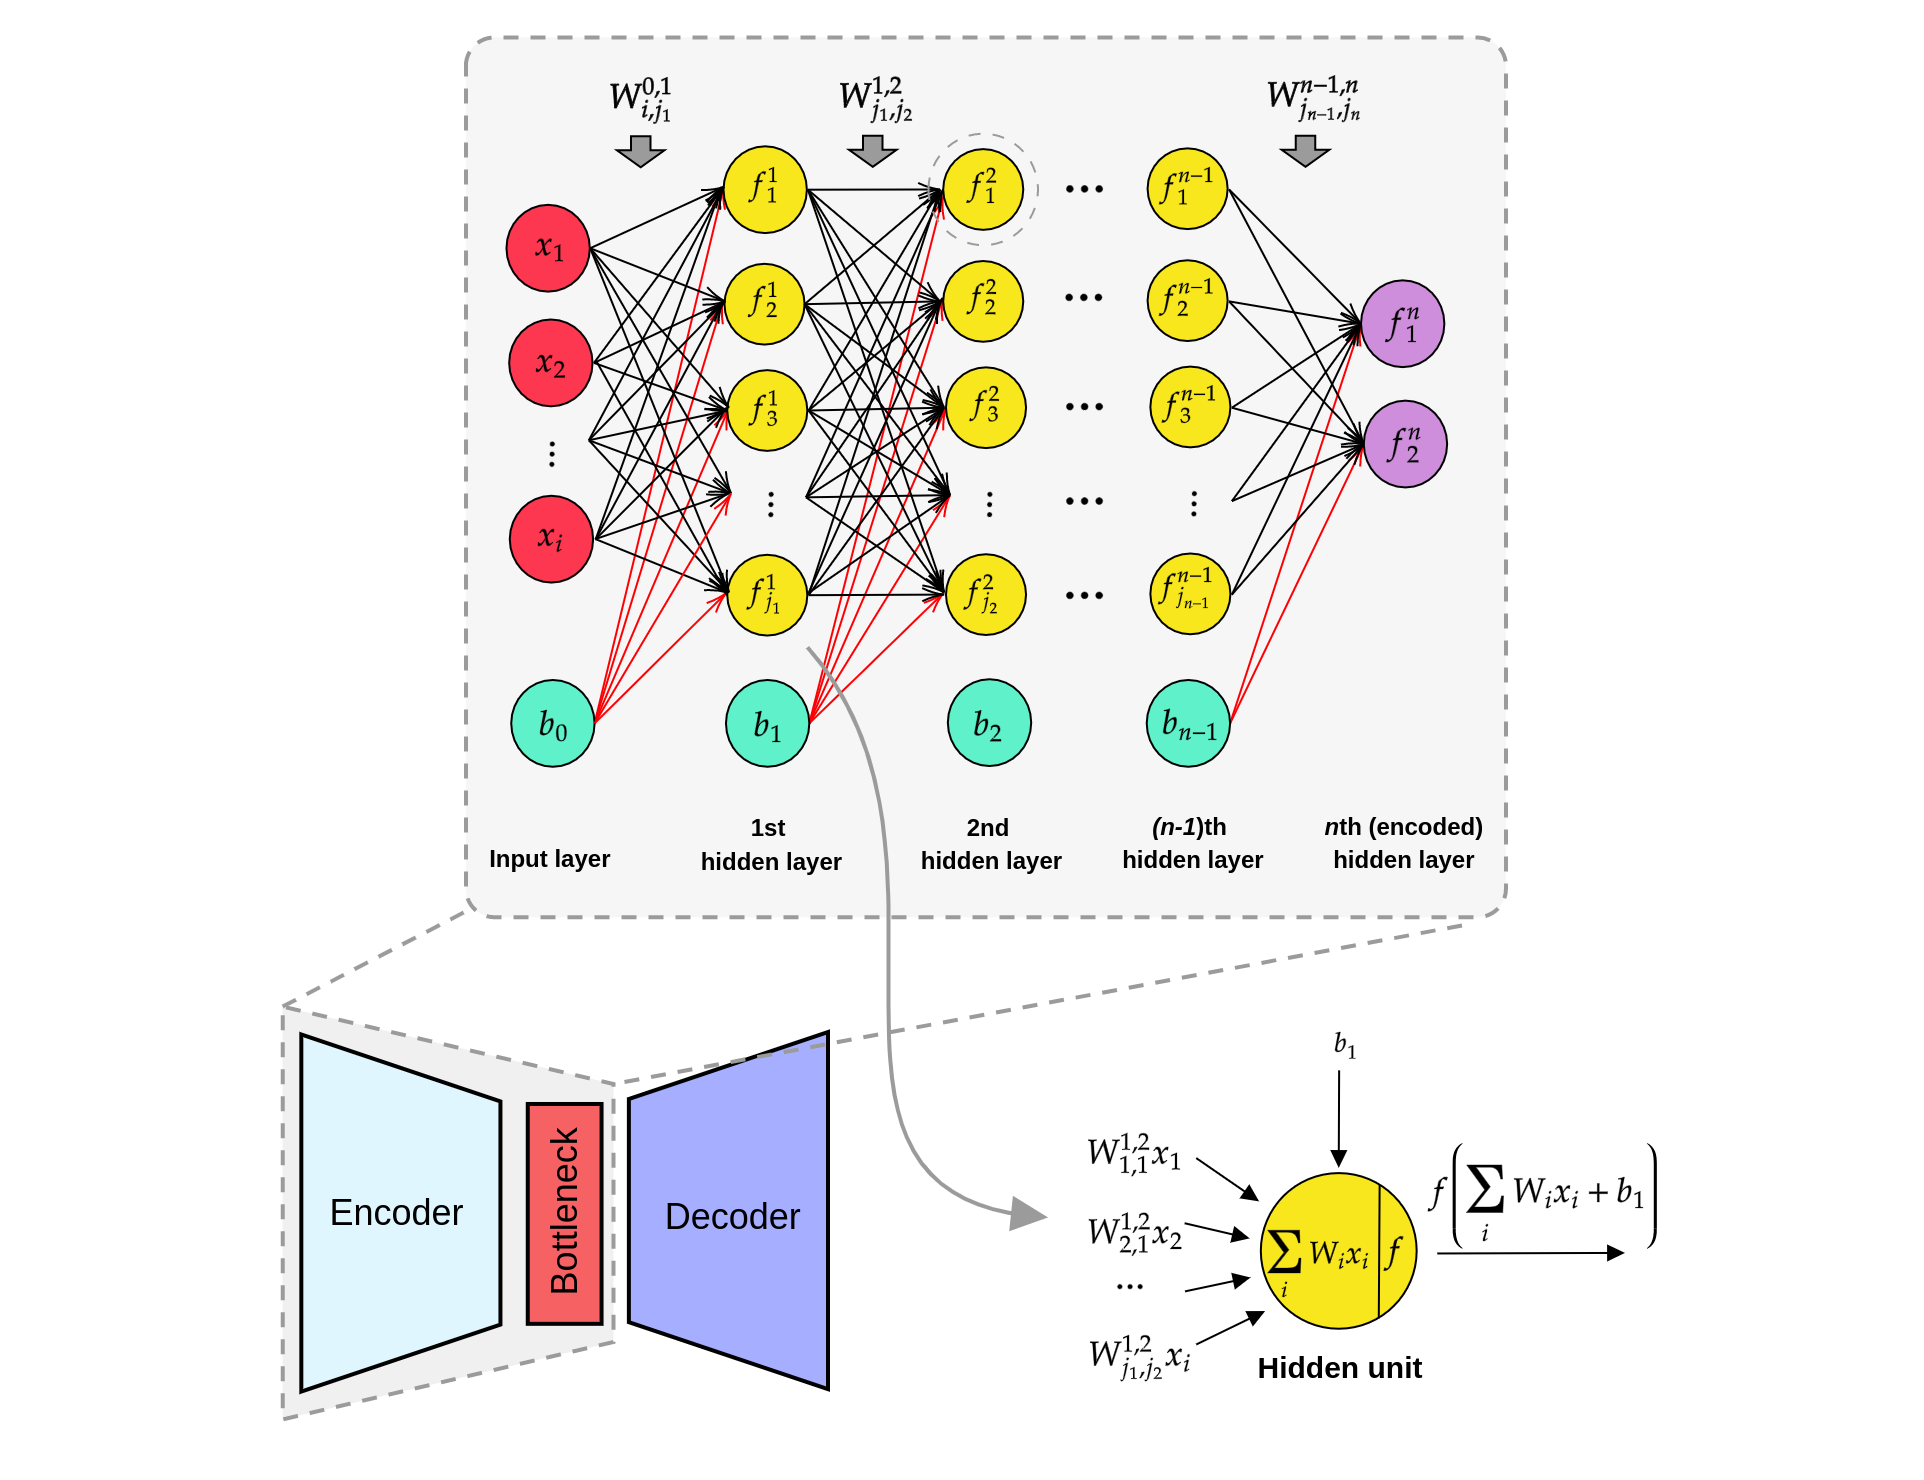 W^{0,1}_{i,j_1} W^{1,2}_{j_1,j_2} W^{n−1,n}_{j_{n−1},j_n}
x_1 f^1_1 f^2_1 ... f^{n−1}_1
x_2 f^1_2 f^2_2 ... f^{n−1}_2 f^n_1
f^1_3 f^2_3 ... f^{n−1}_3 f^n_2
⋮ ⋮ ⋮ ... ⋮
x_i f^1_{j_1} f^2_{j_2} ... f^{n−1}_{j_{n−1}}
b_0 b_1 b_2 b_{n−1}
Input layer
1st
hidden layer
2nd
hidden layer
(n-1)th
hidden layer
nth (encoded)
hidden layer
Encoder
Bottleneck
Decoder
b_1
W^{1,2}_{1,1}x_1
W^{1,2}_{2,1}x_2
...
W^{1,2}_{j_1,j_2}x_i
∑_i W_i x_i | f
f(∑_i W_i x_i + b_1)
Hidden unit